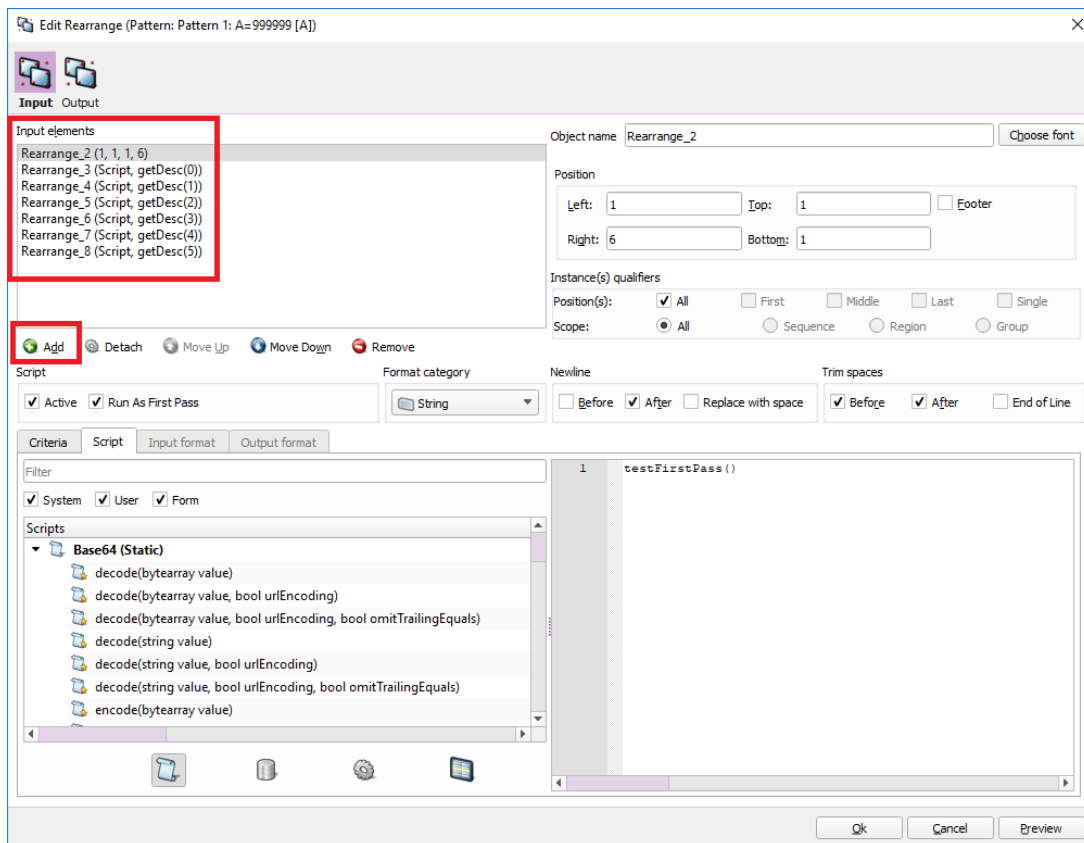 Edit Rearrange (Pattern: Pattern 1: A=999999 [A])
Input Output
Input elements
Rearrange_2 (1, 1, 1, 6)
Rearrange_3 (Script, getDesc(0))
Rearrange_4 (Script, getDesc(1))
Rearrange_5 (Script, getDesc(2))
Rearrange_6 (Script, getDesc(3))
Rearrange_7 (Script, getDesc(4))
Rearrange_8 (Script, getDesc(5))
Add Detach Move Up Move Down Remove
Object name Rearrange_2 Choose font
Position
Left: 1 Top: 1 Footer
Right: 6 Bottom: 1
Instance(s) qualifiers
Position(s): All First Middle Last Single
Scope: All Sequence Region Group
Script Format category Newline Trim spaces
Active Run As First Pass String Before After Replace with space Before After End of Line
Criteria Script Input format Output format
Filter
System User Form
Scripts
Base64 (Static)
decode(bytearray value)
decode(bytearray value, bool urlEncoding)
decode(bytearray value, bool urlEncoding, bool omitTrailingEquals)
decode(string value)
decode(string value, bool urlEncoding)
decode(string value, bool urlEncoding, bool omitTrailingEquals)
encode(bytearray value)
1 testFirstPass()
Ok Cancel Preview